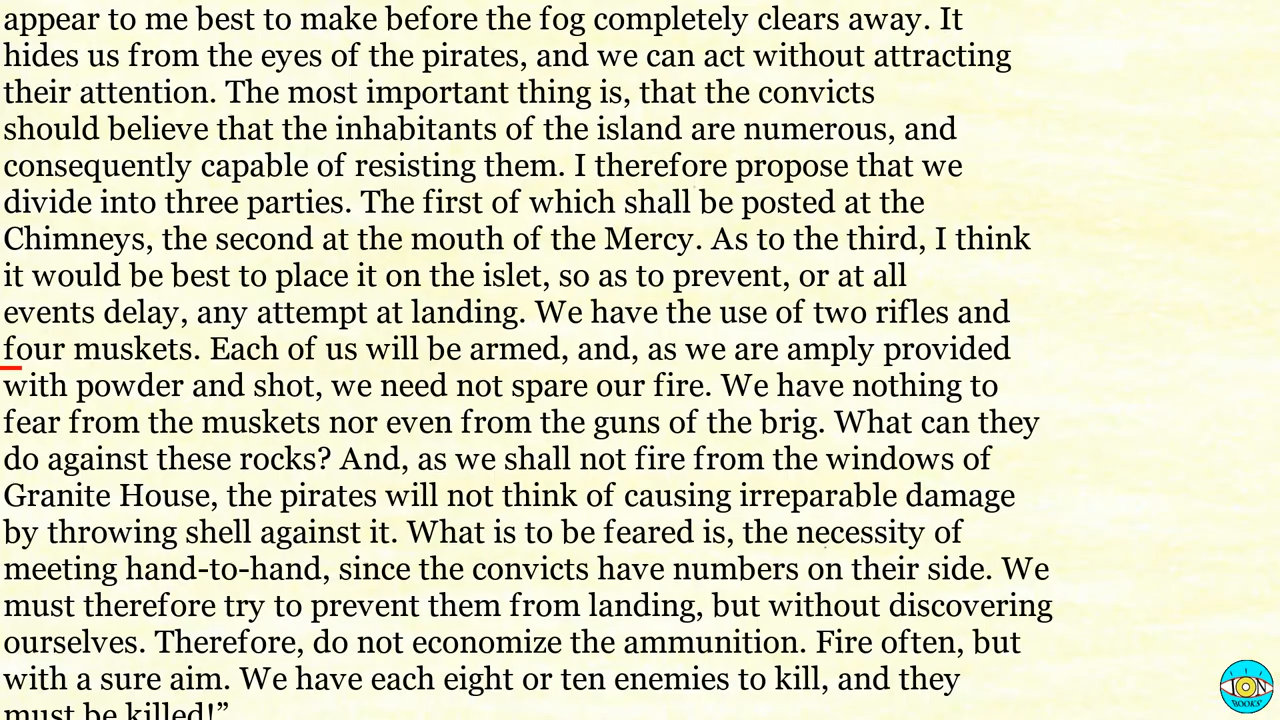 appear to me best to make before the fog completely clears away. It
hides us from the eyes of the pirates, and we can act without attracting
their attention. The most important thing is, that the convicts
should believe that the inhabitants of the island are numerous, and
consequently capable of resisting them. I therefore propose that we
divide into three parties. The first of which shall be posted at the
Chimneys, the second at the mouth of the Mercy. As to the third, I think
it would be best to place it on the islet, so as to prevent, or at all
events delay, any attempt at landing. We have the use of two rifles and
four muskets. Each of us will be armed, and, as we are amply provided
with powder and shot, we need not spare our fire. We have nothing to
fear from the muskets nor even from the guns of the brig. What can they
do against these rocks? And, as we shall not fire from the windows of
Granite House, the pirates will not think of causing irreparable damage
by throwing shell against it. What is to be feared is, the necessity of
meeting hand-to-hand, since the convicts have numbers on their side. We
must therefore try to prevent them from landing, but without discovering
ourselves. Therefore, do not economize the ammunition. Fire often, but
with a sure aim. We have each eight or ten enemies to kill, and they
must be killed!”
ION
BOOKS